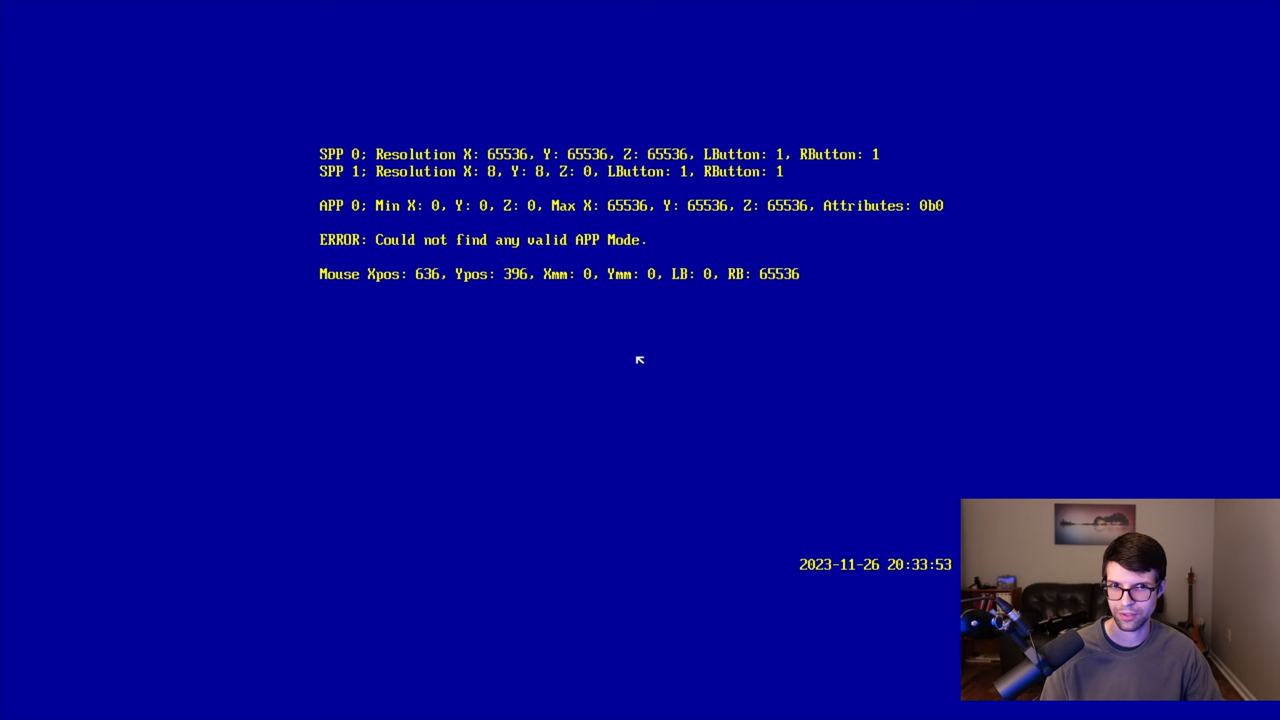 SPP 0; Resolution X: 65536, Y: 65536, Z: 65536, LButton: 1, RButton: 1
SPP 1; Resolution X: 8, Y: 8, Z: 0, LButton: 1, RButton: 1
APP 0; Min X: 0, Y: 0, Z: 0, Max X: 65536, Y: 65536, Z: 65536, Attributes: 0b0
ERROR: Could not find any valid APP Mode.
Mouse Xpos: 636, Ypos: 396, Xmm: 0, Ymm: 0, LB: 0, RB: 65536
2023-11-26 20:33:53